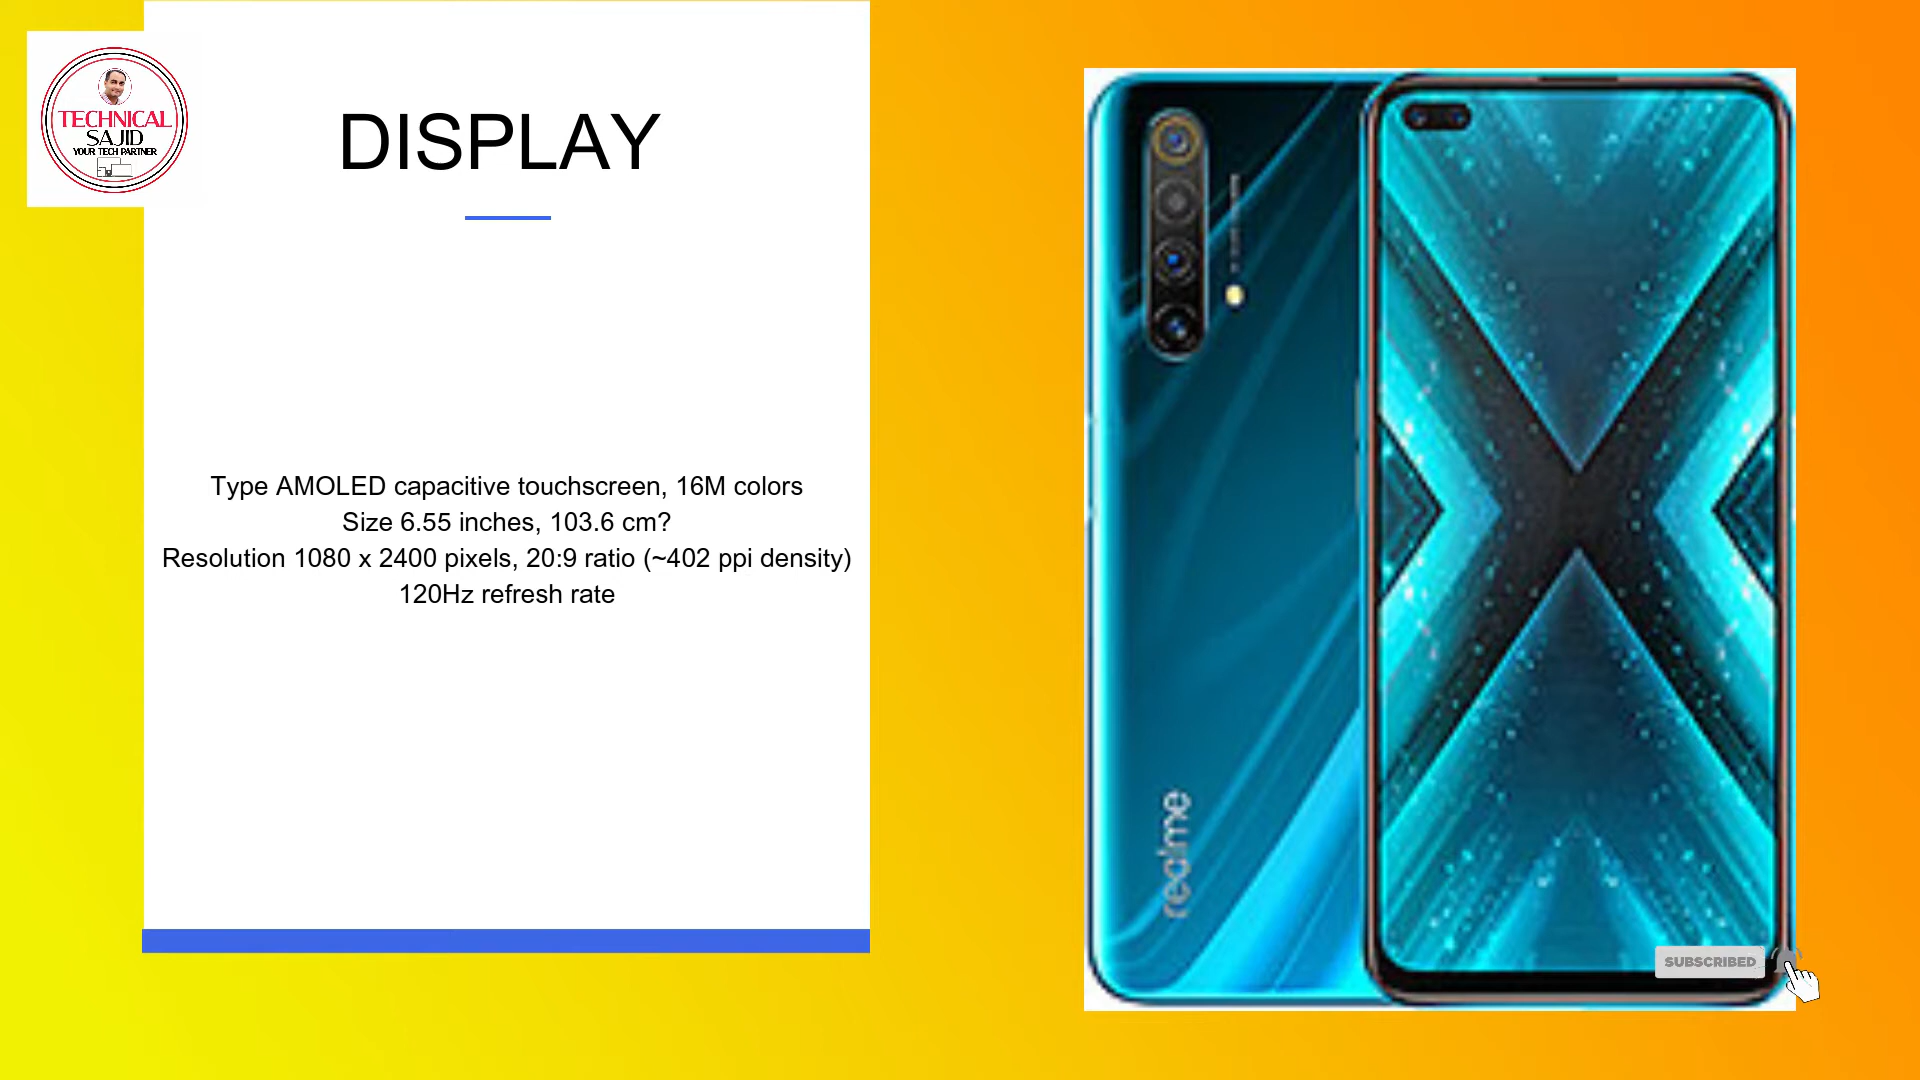 TECHNICAL
SAJID
YOUR TECH PARTNER
DISPLAY
Type AMOLED capacitive touchscreen, 16M colors
Size 6.55 inches, 103.6 cm?
Resolution 1080 x 2400 pixels, 20:9 ratio (~402 ppi density)
120Hz refresh rate
realme
SUBSCRIBED